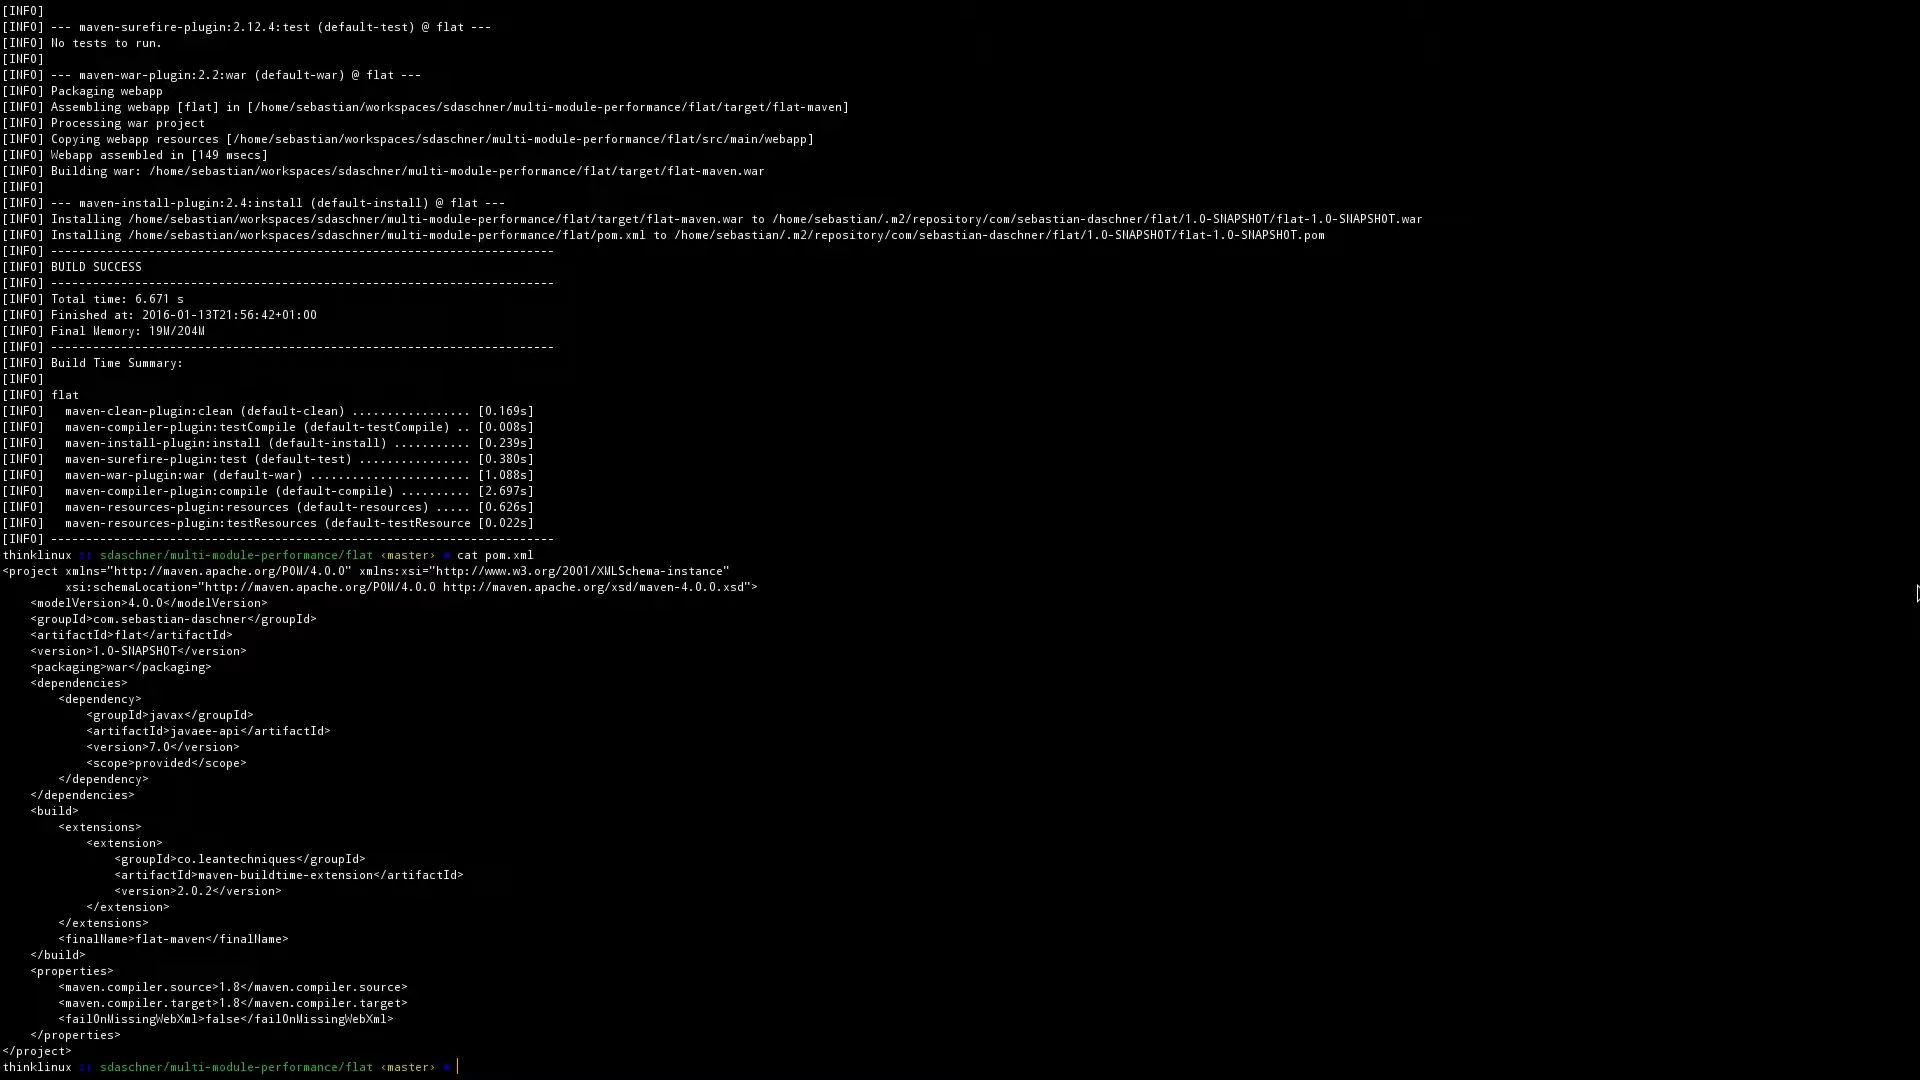 [INFO]
[INFO] --- maven-surefire-plugin:2.12.4:test (default-test) @ flat ---
[INFO] No tests to run.
[INFO]
[INFO] --- maven-war-plugin:2.2:war (default-war) @ flat ---
[INFO] Packaging webapp
[INFO] Assembling webapp [flat] in [/home/sebastian/workspaces/sdaschner/multi-module-performance/flat/target/flat-maven]
[INFO] Processing war project
[INFO] Copying webapp resources [/home/sebastian/workspaces/sdaschner/multi-module-performance/flat/src/main/webapp]
[INFO] Webapp assembled in [149 msecs]
[INFO] Building war: /home/sebastian/workspaces/sdaschner/multi-module-performance/flat/target/flat-maven.war
[INFO]
[INFO] --- maven-install-plugin:2.4:install (default-install) @ flat ---
[INFO] Installing /home/sebastian/workspaces/sdaschner/multi-module-performance/flat/target/flat-maven.war to /home/sebastian/.m2/repository/com/sebastian-daschner/flat/1.0-SNAPSHOT/flat-1.0-SNAPSHOT.war
[INFO] Installing /home/sebastian/workspaces/sdaschner/multi-module-performance/flat/pom.xml to /home/sebastian/.m2/repository/com/sebastian-daschner/flat/1.0-SNAPSHOT/flat-1.0-SNAPSHOT.pom
[INFO] ------------------------------------------------------------------------
[INFO] BUILD SUCCESS
[INFO] ------------------------------------------------------------------------
[INFO] Total time: 6.671 s
[INFO] Finished at: 2016-01-13T21:56:42+01:00
[INFO] Final Memory: 19M/204M
[INFO] ------------------------------------------------------------------------
[INFO] Build Time Summary:
[INFO]
[INFO] flat
[INFO]   maven-clean-plugin:clean (default-clean) ................. [0.169s]
[INFO]   maven-compiler-plugin:testCompile (default-testCompile) .. [0.008s]
[INFO]   maven-install-plugin:install (default-install) ........... [0.239s]
[INFO]   maven-surefire-plugin:test (default-test) ................ [0.380s]
[INFO]   maven-war-plugin:war (default-war) ....................... [1.088s]
[INFO]   maven-compiler-plugin:compile (default-compile) .......... [2.697s]
[INFO]   maven-resources-plugin:resources (default-resources) ..... [0.626s]
[INFO]   maven-resources-plugin:testResources (default-testResource [0.022s]
[INFO] ------------------------------------------------------------------------
thinklinux :: sdaschner/multi-module-performance/flat ‹master› » cat pom.xml
<project xmlns="http://maven.apache.org/POM/4.0.0" xmlns:xsi="http://www.w3.org/2001/XMLSchema-instance"
         xsi:schemaLocation="http://maven.apache.org/POM/4.0.0 http://maven.apache.org/xsd/maven-4.0.0.xsd">
    <modelVersion>4.0.0</modelVersion>
    <groupId>com.sebastian-daschner</groupId>
    <artifactId>flat</artifactId>
    <version>1.0-SNAPSHOT</version>
    <packaging>war</packaging>
    <dependencies>
        <dependency>
            <groupId>javax</groupId>
            <artifactId>javaee-api</artifactId>
            <version>7.0</version>
            <scope>provided</scope>
        </dependency>
    </dependencies>
    <build>
        <extensions>
            <extension>
                <groupId>co.leantechniques</groupId>
                <artifactId>maven-buildtime-extension</artifactId>
                <version>2.0.2</version>
            </extension>
        </extensions>
        <finalName>flat-maven</finalName>
    </build>
    <properties>
        <maven.compiler.source>1.8</maven.compiler.source>
        <maven.compiler.target>1.8</maven.compiler.target>
        <failOnMissingWebXml>false</failOnMissingWebXml>
    </properties>
</project>
thinklinux :: sdaschner/multi-module-performance/flat ‹master› »